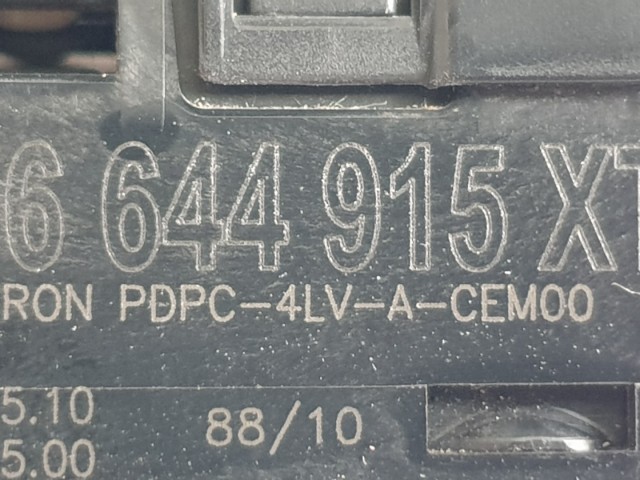 6 644 915 XT
RON PDPC-4LV-A-CEM00
5.10
88/10
5.00